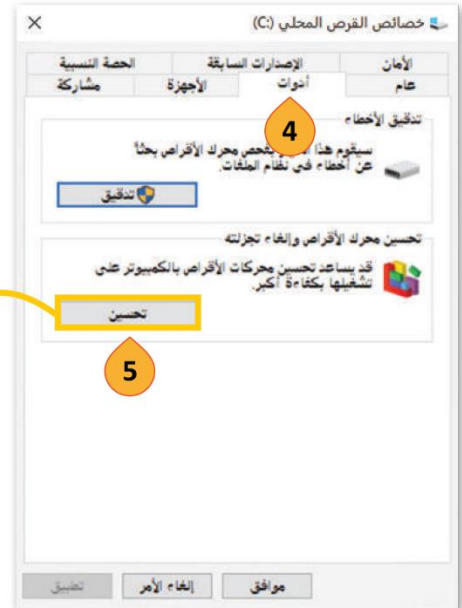 خصائص القرص المحلي (C:)
الأمان الإصدارات السابقة الحصة النسبية
عام أدوات الأجهزة مشاركة
4
تدقيق الأخطاء
سيقوم هذا بفحص محرك الأقراص بحثاً
عن أخطاء في نظام الملفات.
تدقيق
تحسين محرك الأقراص وإلغاء تجزئته
قد يساعد تحسين محركات الأقراص بالكمبيوتر على
تشغيلها بكفاءة أكبر.
تحسين
5
موافق إلغاء الأمر تطبيق